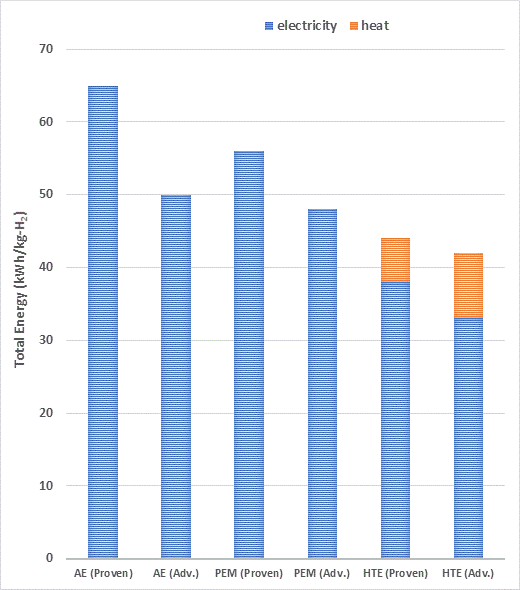 electricity heat
Total Energy (kWh/kg-H₂)
70
60
50
40
30
20
10
0
AE (Proven) AE (Adv.) PEM (Proven) PEM (Adv.) HTE (Proven) HTE (Adv.)